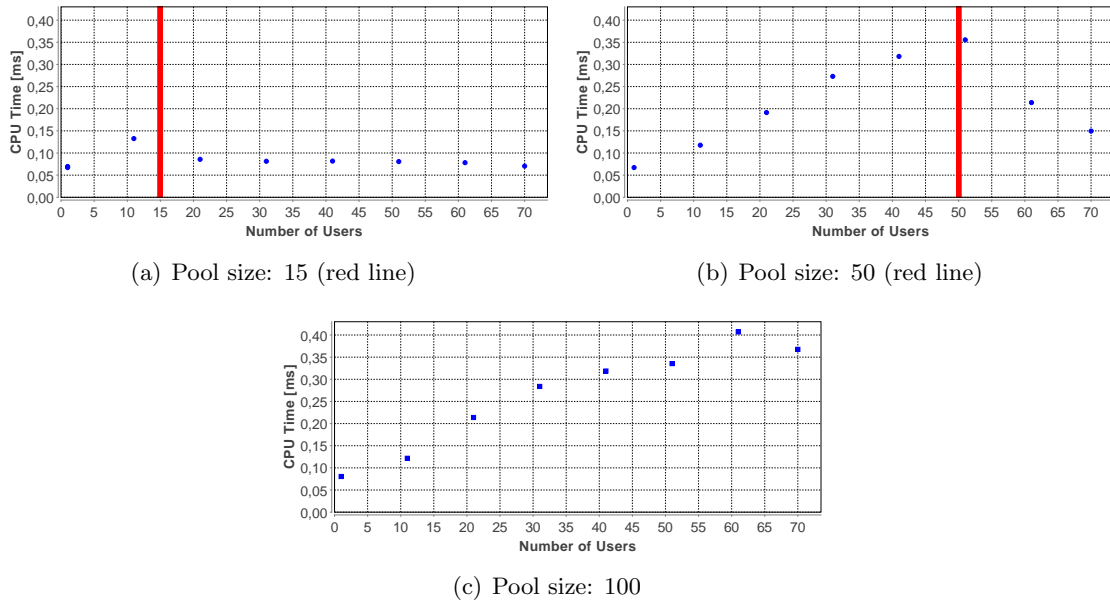 0,40
0,35
0,30
0,25
0,20
0,15
0,10
0,05
0,00
CPU Time [ms]
0 5 10 15 20 25 30 35 40 45 50 55 60 65 70
Number of Users
(a) Pool size: 15 (red line)
0,40
0,35
0,30
0,25
0,20
0,15
0,10
0,05
0,00
CPU Time [ms]
0 5 10 15 20 25 30 35 40 45 50 55 60 65 70
Number of Users
(b) Pool size: 50 (red line)
0,40
0,35
0,30
0,25
0,20
0,15
0,10
0,05
0,00
CPU Time [ms]
0 5 10 15 20 25 30 35 40 45 50 55 60 65 70
Number of Users
(c) Pool size: 100